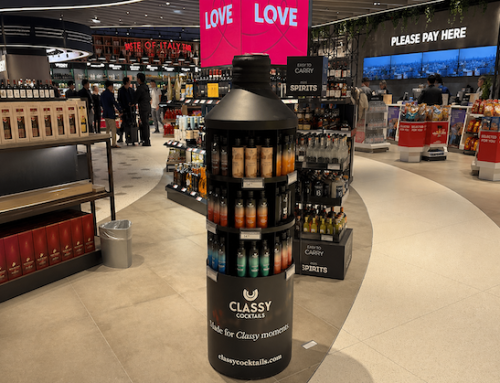 LOVE
LOVE
TASTE OF ITALY
PLEASE PAY HERE
EASY TO
CARRY
SPIRITS
EASY TO
CARRY
SPIRITS
CLASSY
COCKTAILS
Made for Classy moments
classycocktails.com